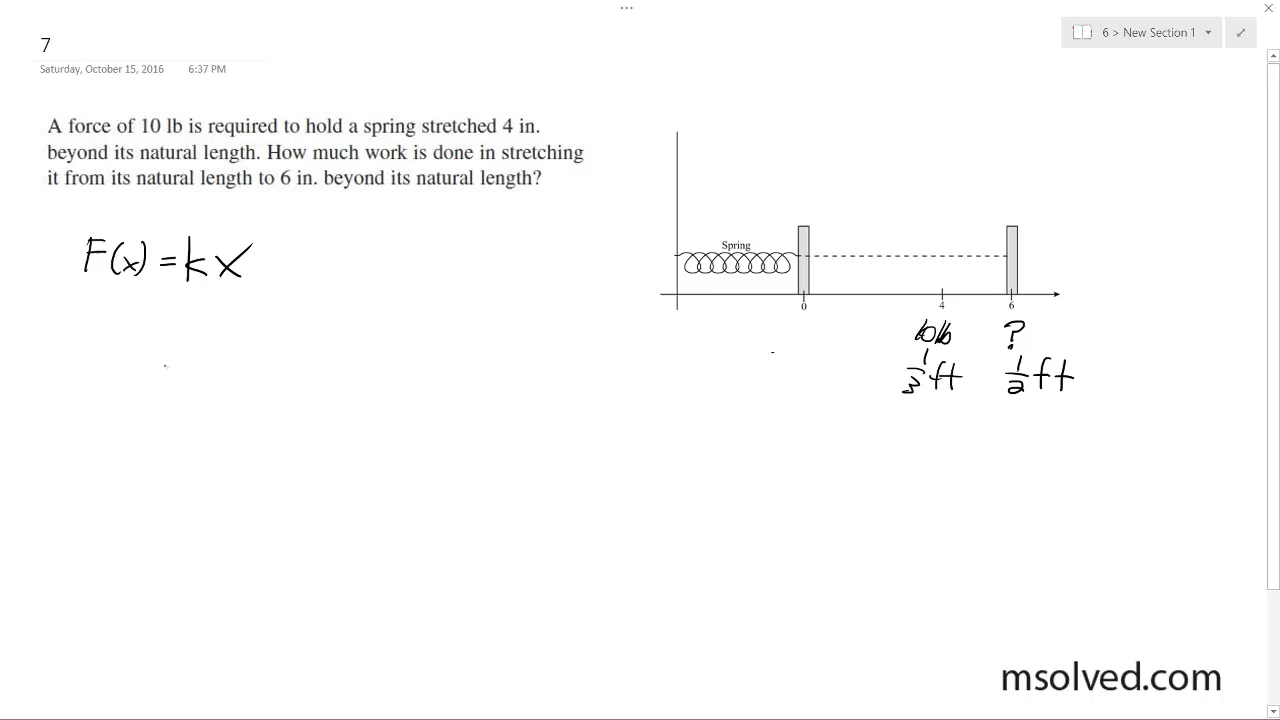 ...
6 > New Section 1
7
Saturday, October 15, 2016 6:37 PM
A force of 10 lb is required to hold a spring stretched 4 in.
beyond its natural length. How much work is done in stretching
it from its natural length to 6 in. beyond its natural length?
F(x) = kx
Spring
0 4 6
10lb ?
1/3 ft 1/2 ft
msolved.com